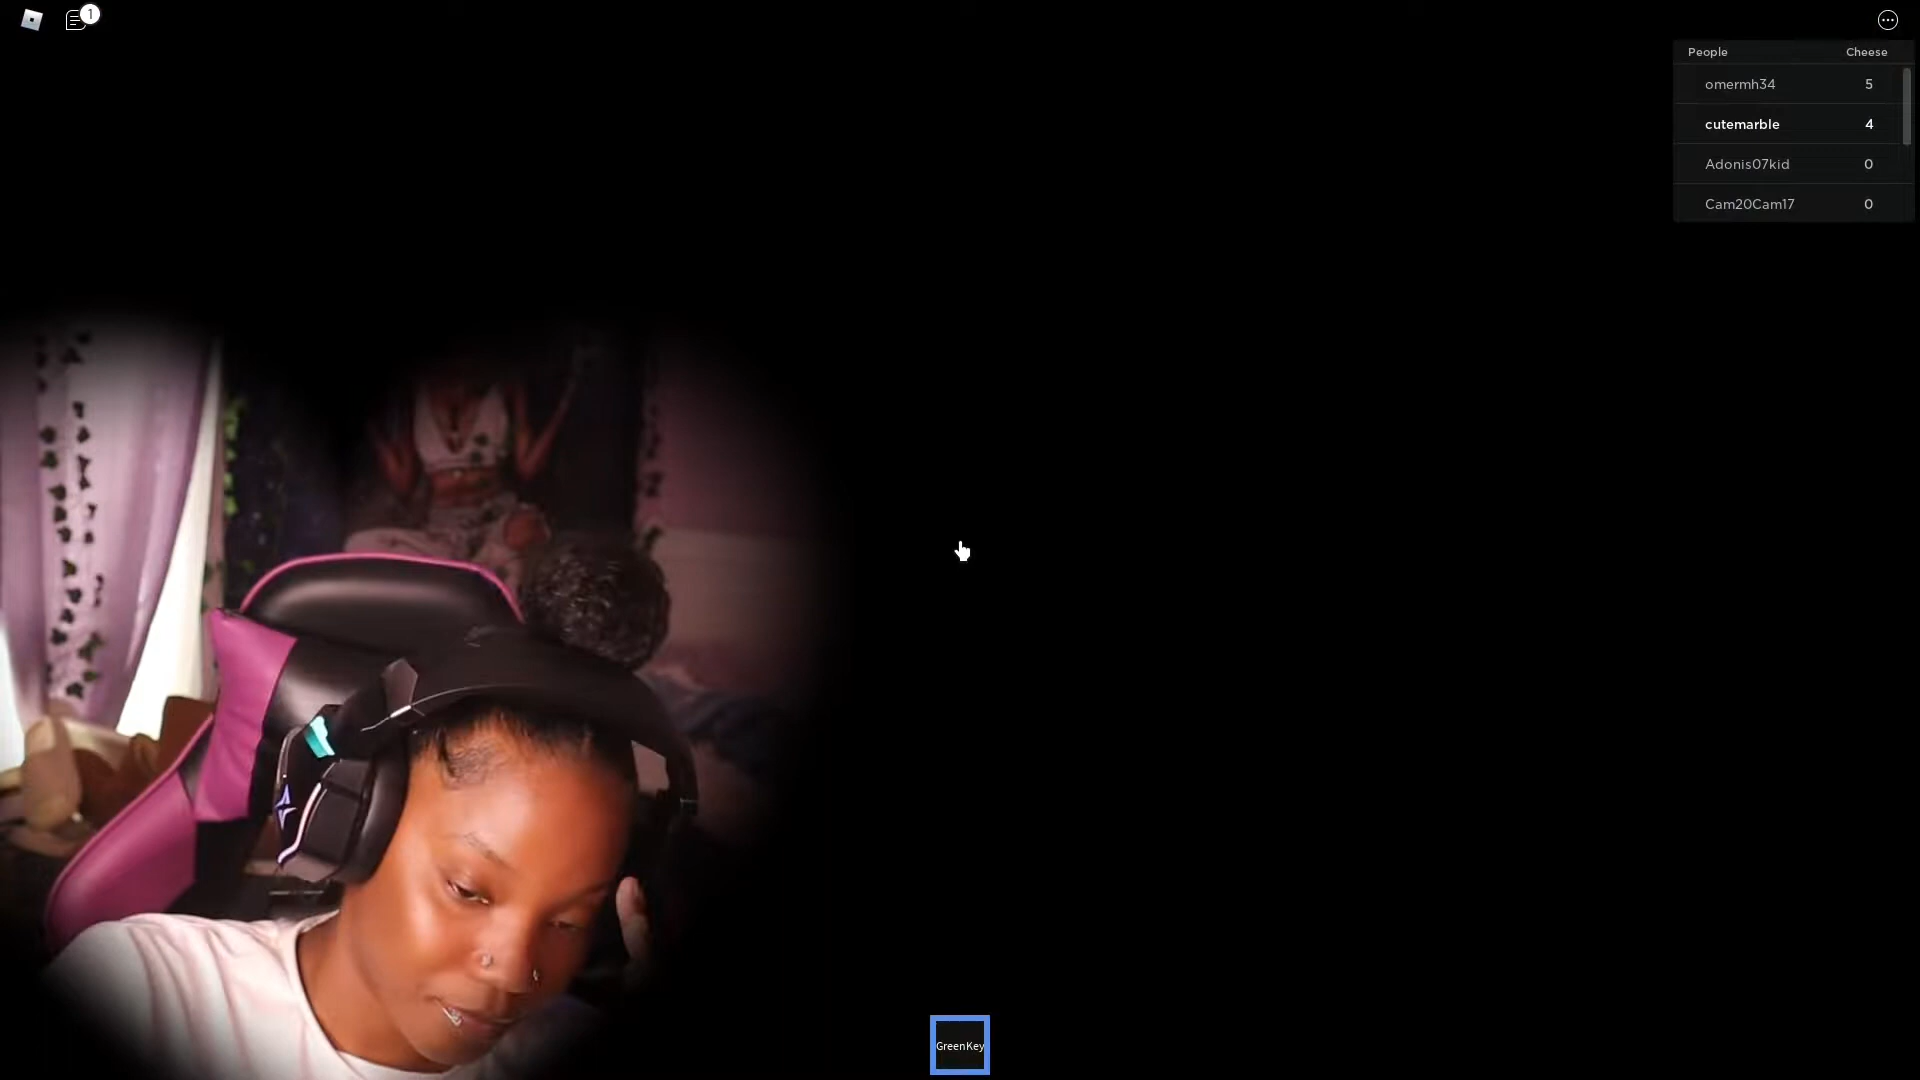 1
People Cheese
omermh34 5
cutemarble 4
Adonis07kid 0
Cam20Cam17 0
GreenKey